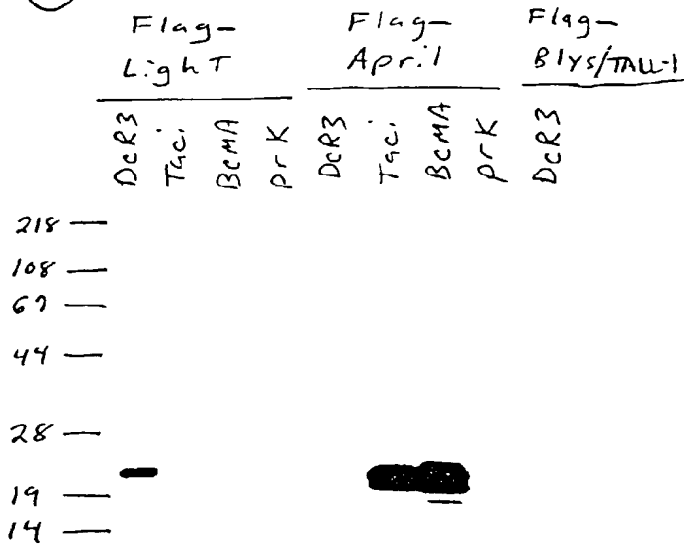 Flag- Flag- Flag-
LighT April Blys/TALL-1
DcR3 Taci BCMA prK DcR3 Taci BCMA prK DcR3
218
108
67
44
28
19
14